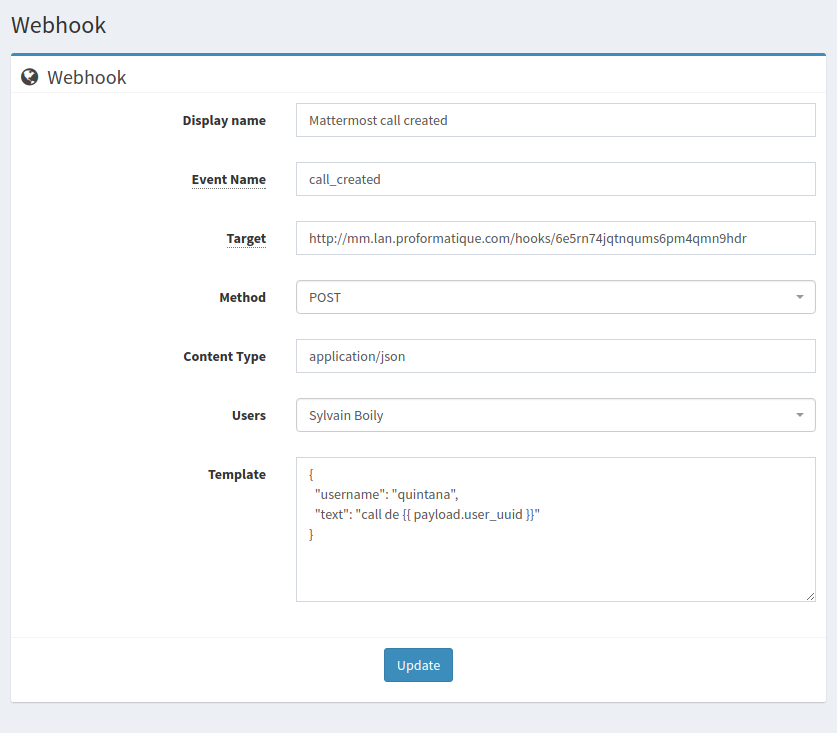 Webhook
Webhook
Display name
Mattermost call created
Event Name
call_created
Target
http://mm.lan.proformatique.com/hooks/6e5rn74jqtnqums6pm4qmn9hdr
Method
POST
Content Type
application/json
Users
Sylvain Boily
Template
{
"username": "quintana",
"text": "call de {{ payload.user_uuid }}"
}
Update